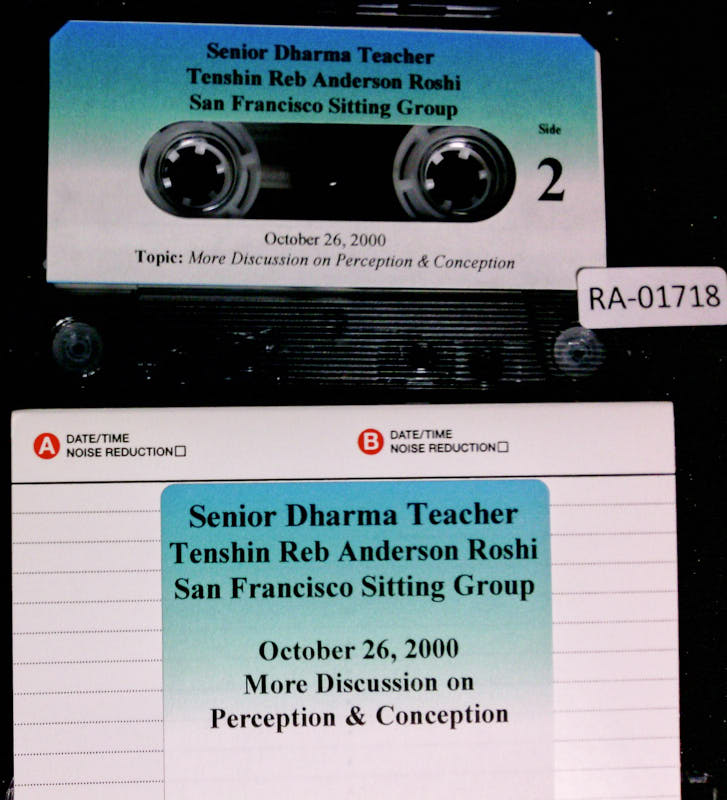 Senior Dharma Teacher
Tenshin Reb Anderson Roshi
San Francisco Sitting Group
Side
2
October 26, 2000
Topic: More Discussion on Perception & Conception
RA-01718
A DATE/TIME
NOISE REDUCTION
B DATE/TIME
NOISE REDUCTION
Senior Dharma Teacher
Tenshin Reb Anderson Roshi
San Francisco Sitting Group
October 26, 2000
More Discussion on
Perception & Conception